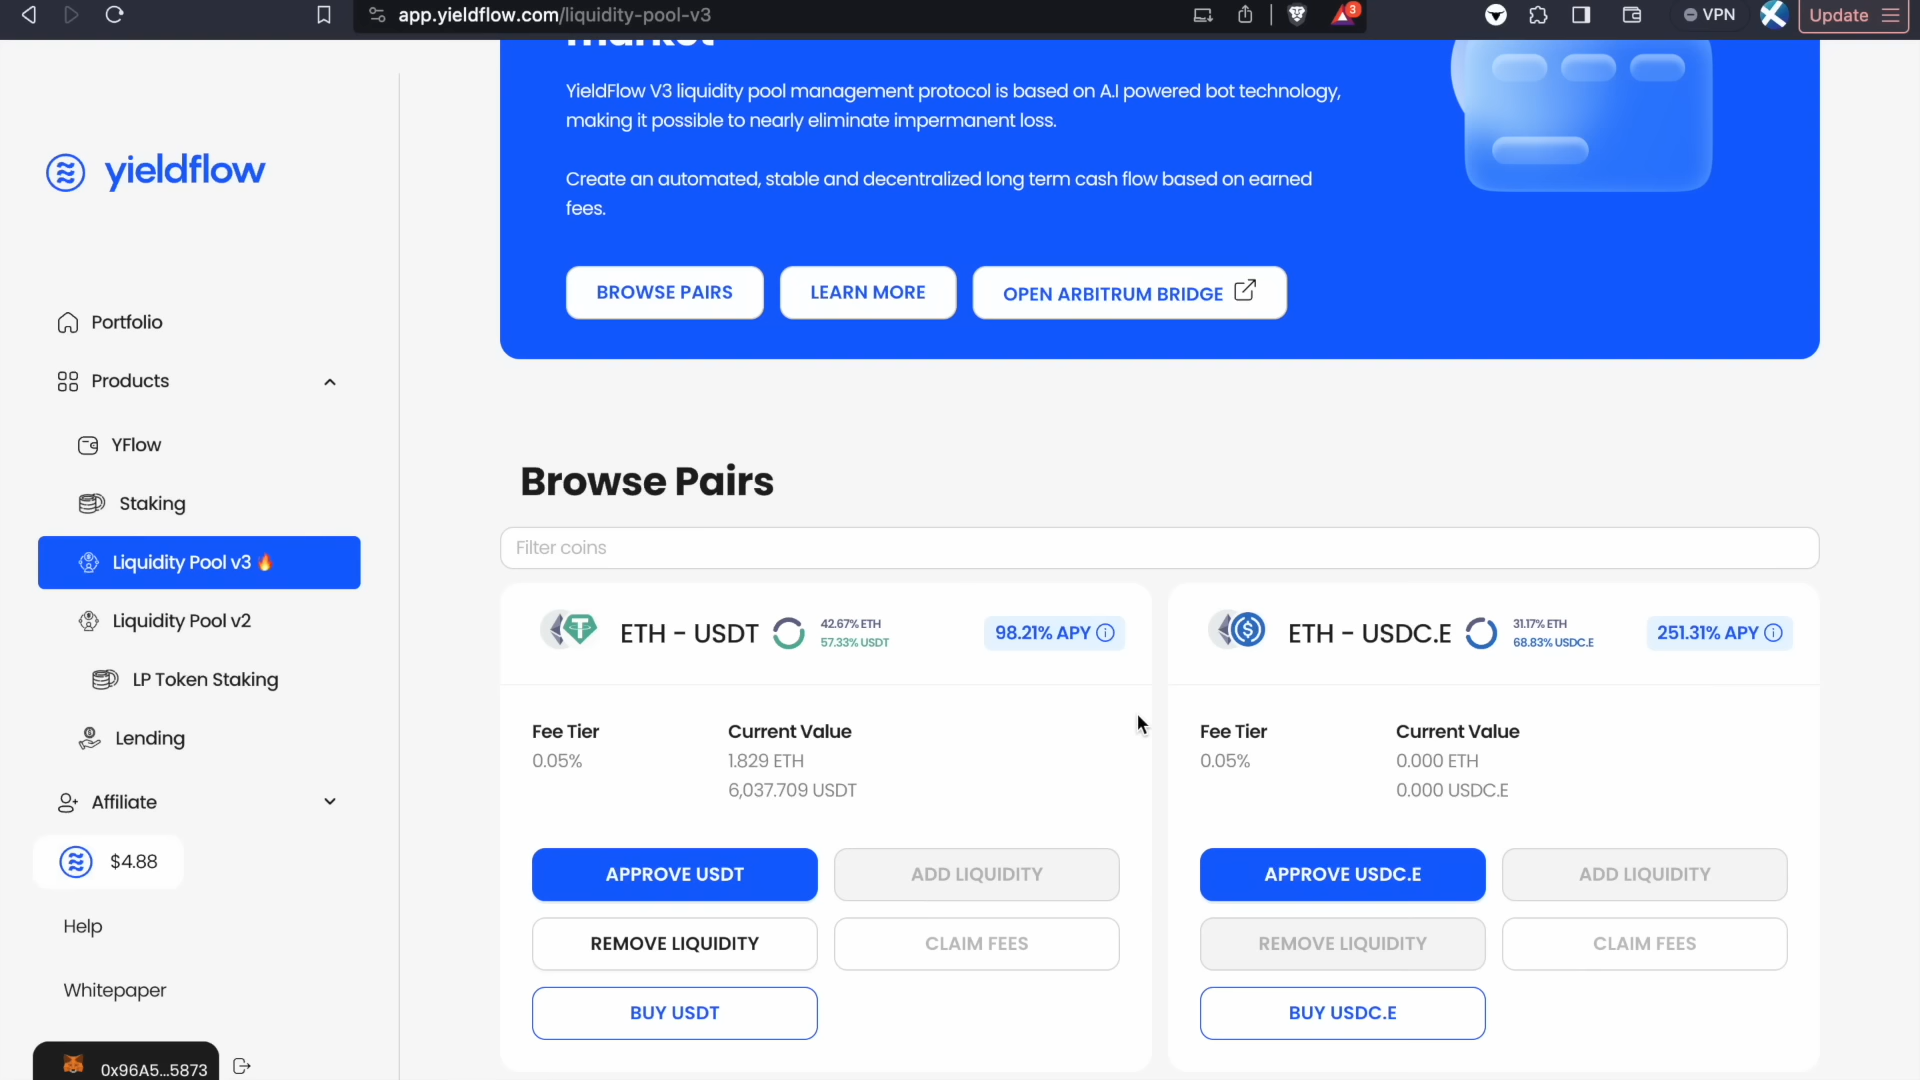 app.yieldflow.com/liquidity-pool-v3
3
VPN
Update
market
YieldFlow V3 liquidity pool management protocol is based on A.I powered bot technology,
making it possible to nearly eliminate impermanent loss.
Create an automated, stable and decentralized long term cash flow based on earned
fees.
BROWSE PAIRS
LEARN MORE
OPEN ARBITRUM BRIDGE
yieldflow
Portfolio
Products
YFlow
Staking
Liquidity Pool v3
Liquidity Pool v2
LP Token Staking
Lending
Affiliate
$4.88
Help
Whitepaper
0x96A5...5873
Browse Pairs
Filter coins
ETH - USDT
42.67% ETH
57.33% USDT
98.21% APY
Fee Tier
0.05%
Current Value
1.829 ETH
6,037.709 USDT
APPROVE USDT
ADD LIQUIDITY
REMOVE LIQUIDITY
CLAIM FEES
BUY USDT
ETH - USDC.E
31.17% ETH
68.83% USDC.E
251.31% APY
Fee Tier
0.05%
Current Value
0.000 ETH
0.000 USDC.E
APPROVE USDC.E
ADD LIQUIDITY
REMOVE LIQUIDITY
CLAIM FEES
BUY USDC.E